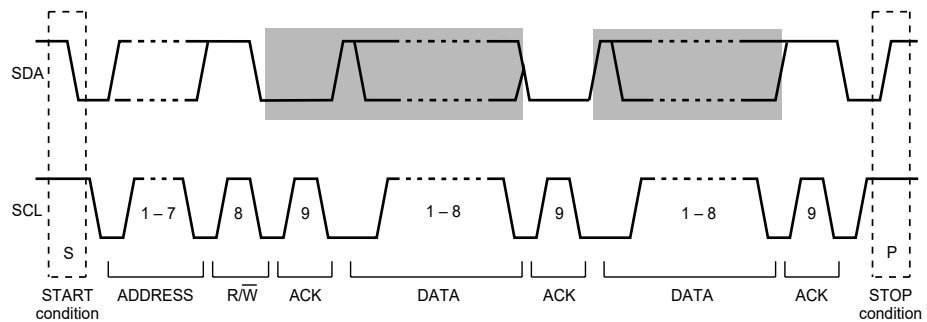 SDA
SCL
1 – 7
8
9
1 – 8
9
1 – 8
9
S
P
START
condition
ADDRESS
R/W̅
ACK
DATA
ACK
DATA
ACK
STOP
condition